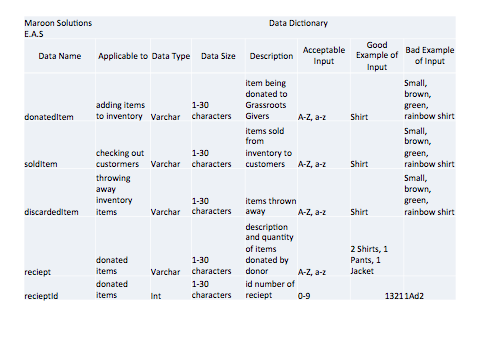 Maroon Solutions Data Dictionary
E.A.S
Data Name Applicable to Data Type Data Size Description Acceptable Input Good Example of Input Bad Example of Input
donatedItem adding items to inventory Varchar 1-30 characters item being donated to Grassroots Givers A-Z, a-z Shirt Small, brown, green, rainbow shirt
soldItem checking out custormers Varchar 1-30 characters items sold from inventory to customers A-Z, a-z Shirt Small, brown, green, rainbow shirt
discardedItem throwing away inventory items Varchar 1-30 characters items thrown away A-Z, a-z Shirt Small, brown, green, rainbow shirt
reciept donated items Varchar 1-30 characters description and quantity of items donated by donor A-Z, a-z 2 Shirts, 1 Pants, 1 Jacket
recieptId donated items Int 1-30 characters id number of reciept 0-9 1321 1Ad2